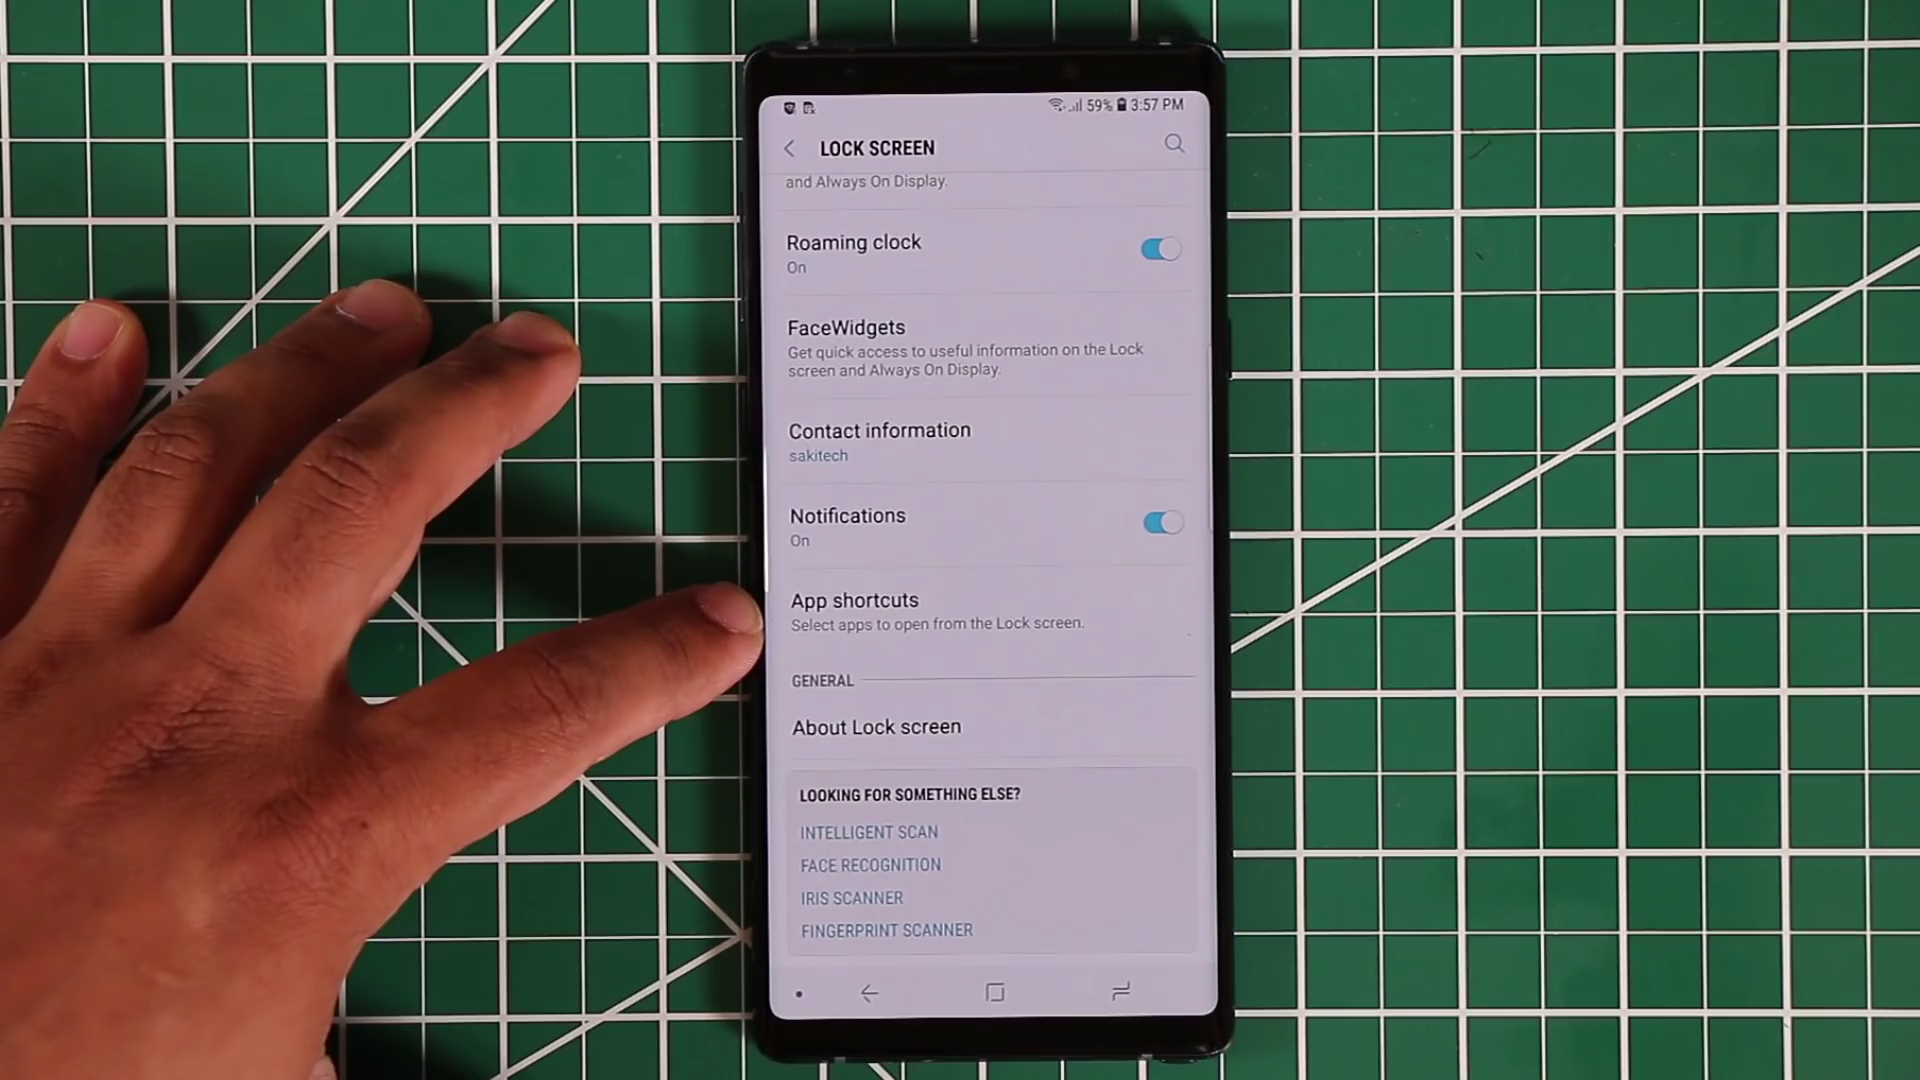 59% 3:57 PM
LOCK SCREEN
and Always On Display.
Roaming clock
On
FaceWidgets
Get quick access to useful information on the Lock
screen and Always On Display.
Contact information
sakitech
Notifications
On
App shortcuts
Select apps to open from the Lock screen.
GENERAL
About Lock screen
LOOKING FOR SOMETHING ELSE?
INTELLIGENT SCAN
FACE RECOGNITION
IRIS SCANNER
FINGERPRINT SCANNER